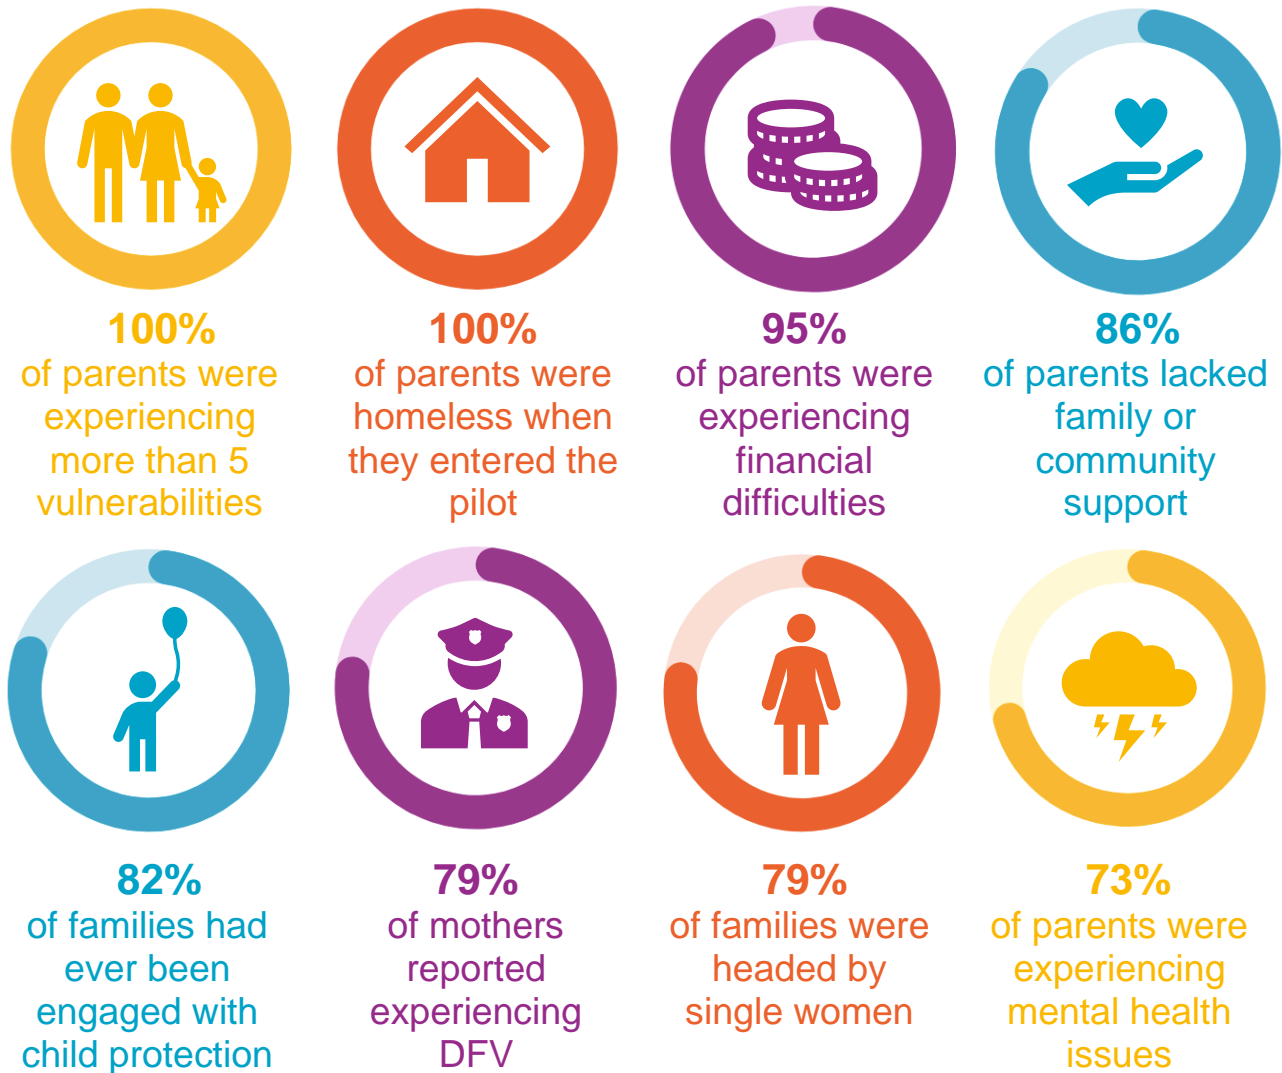 100%
of parents were
experiencing
more than 5
vulnerabilities
100%
of parents were
homeless when
they entered the
pilot
95%
of parents were
experiencing
financial
difficulties
86%
of parents lacked
family or
community
support
82%
of families had
ever been
engaged with
child protection
79%
of mothers
reported
experiencing
DFV
79%
of families were
headed by
single women
73%
of parents were
experiencing
mental health
issues